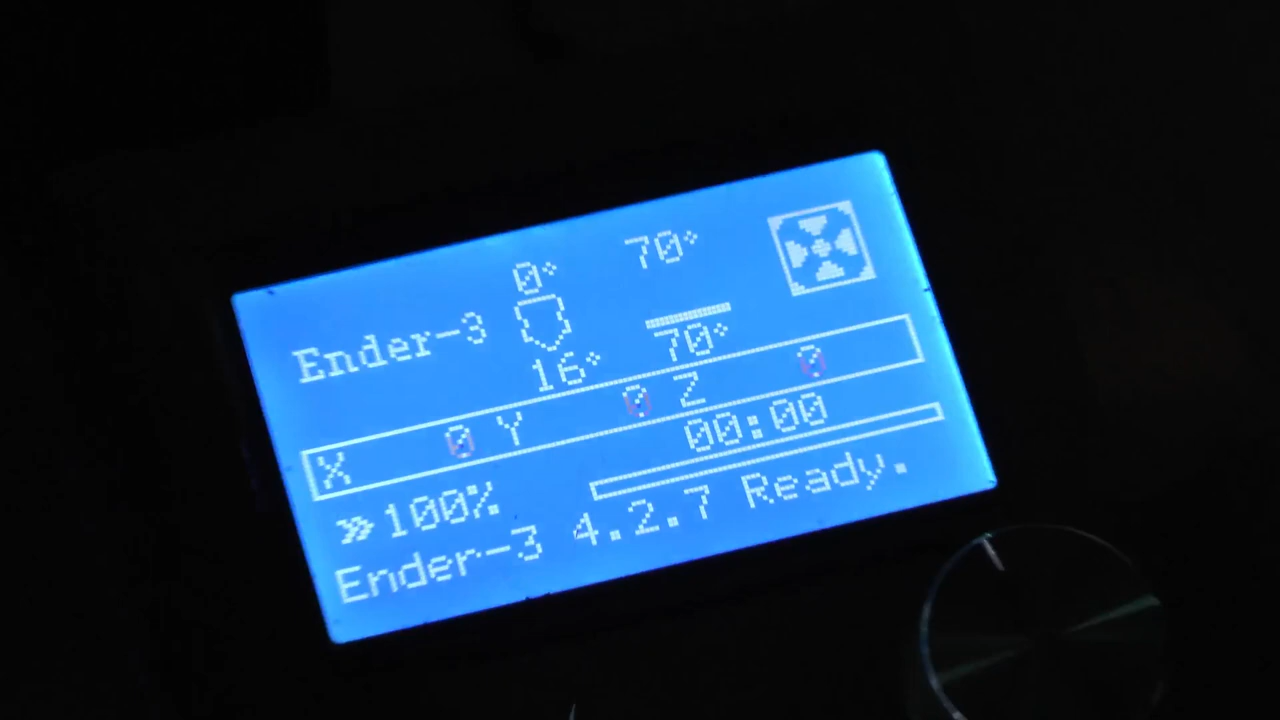 0° 70°
Ender-3
16° 70°
X 0 Y 0 Z 0
»100% 00:00
Ender-3 4.2.7 Ready.